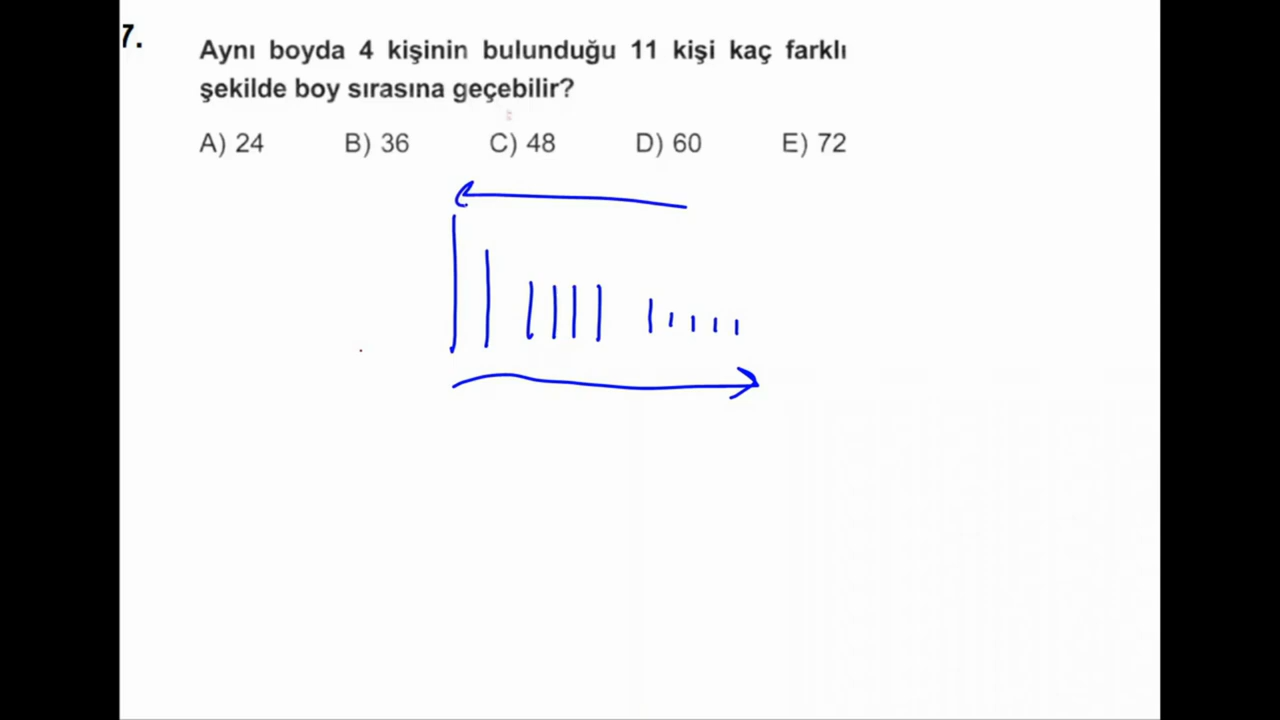 7.
Aynı boyda 4 kişinin bulunduğu 11 kişi kaç farklı
şekilde boy sırasına geçebilir?
A) 24 B) 36 C) 48 D) 60 E) 72